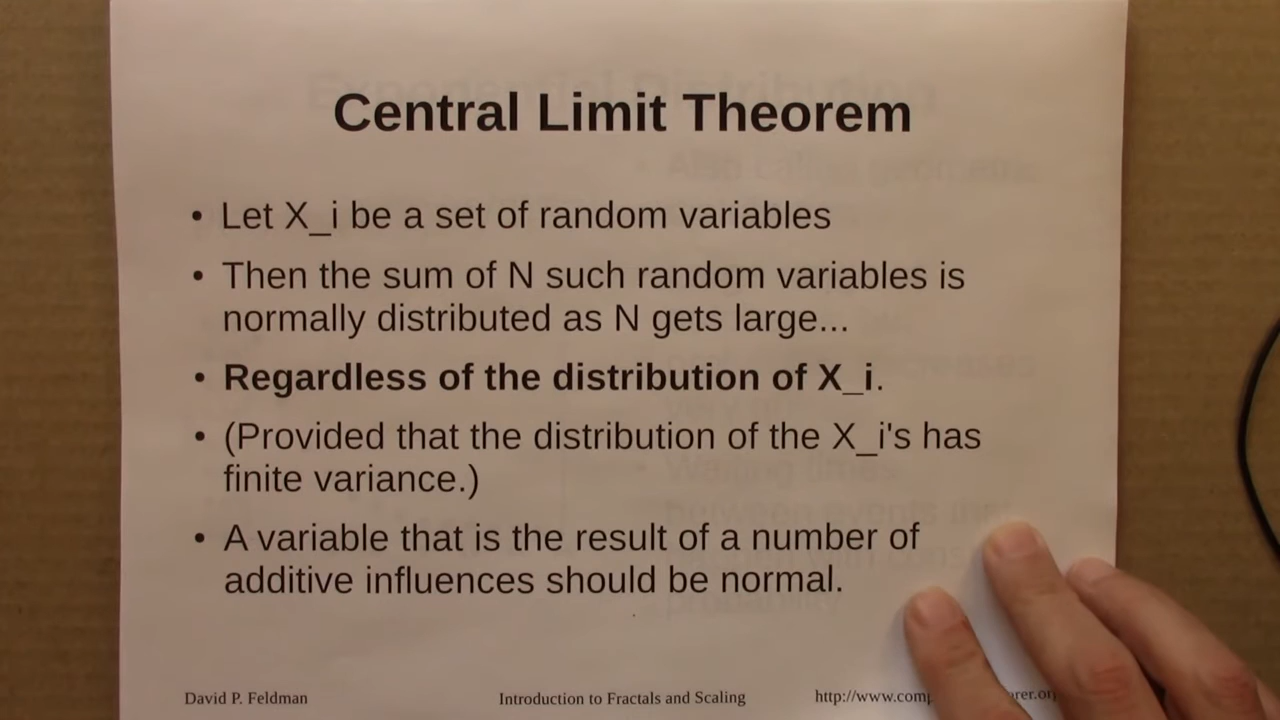 Central Limit Theorem
• Let X_i be a set of random variables
• Then the sum of N such random variables is
normally distributed as N gets large...
• Regardless of the distribution of X_i.
• (Provided that the distribution of the X_i's has
finite variance.)
• A variable that is the result of a number of
additive influences should be normal.
David P. Feldman
Introduction to Fractals and Scaling